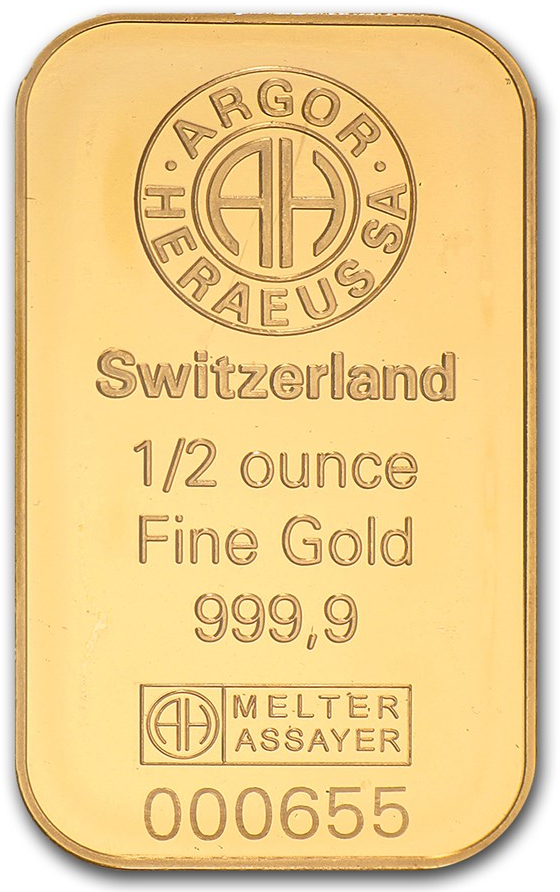 · ARGOR ·
HERAEUS SA
AH
Switzerland
1/2 ounce
Fine Gold
999,9
AH
MELTER
ASSAYER
000655